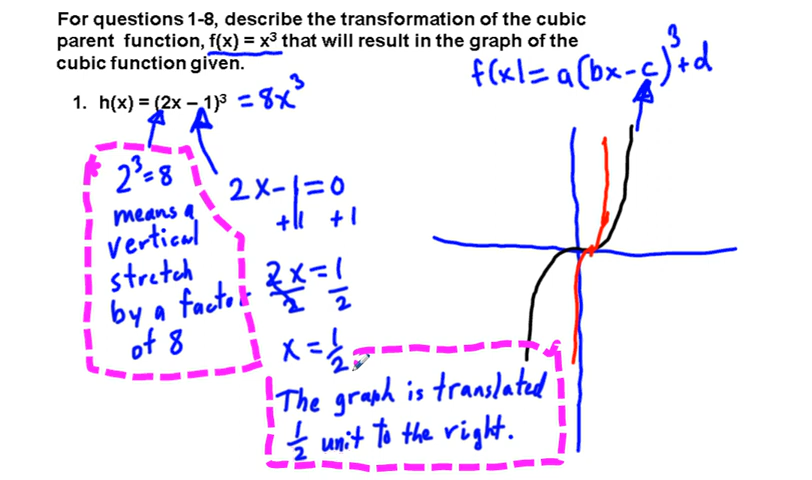 For questions 1-8, describe the transformation of the cubic
parent function, f(x) = x³ that will result in the graph of the
cubic function given.
f(x)=a(bx-c)³+d
1. h(x) = (2x – 1)³ = 8x³
2³=8
means a
vertical
stretch
by a factor
of 8
2x-1=0
+1 +1
2x=1
2 2
x=1/2
The graph is translated
1/2 unit to the right.